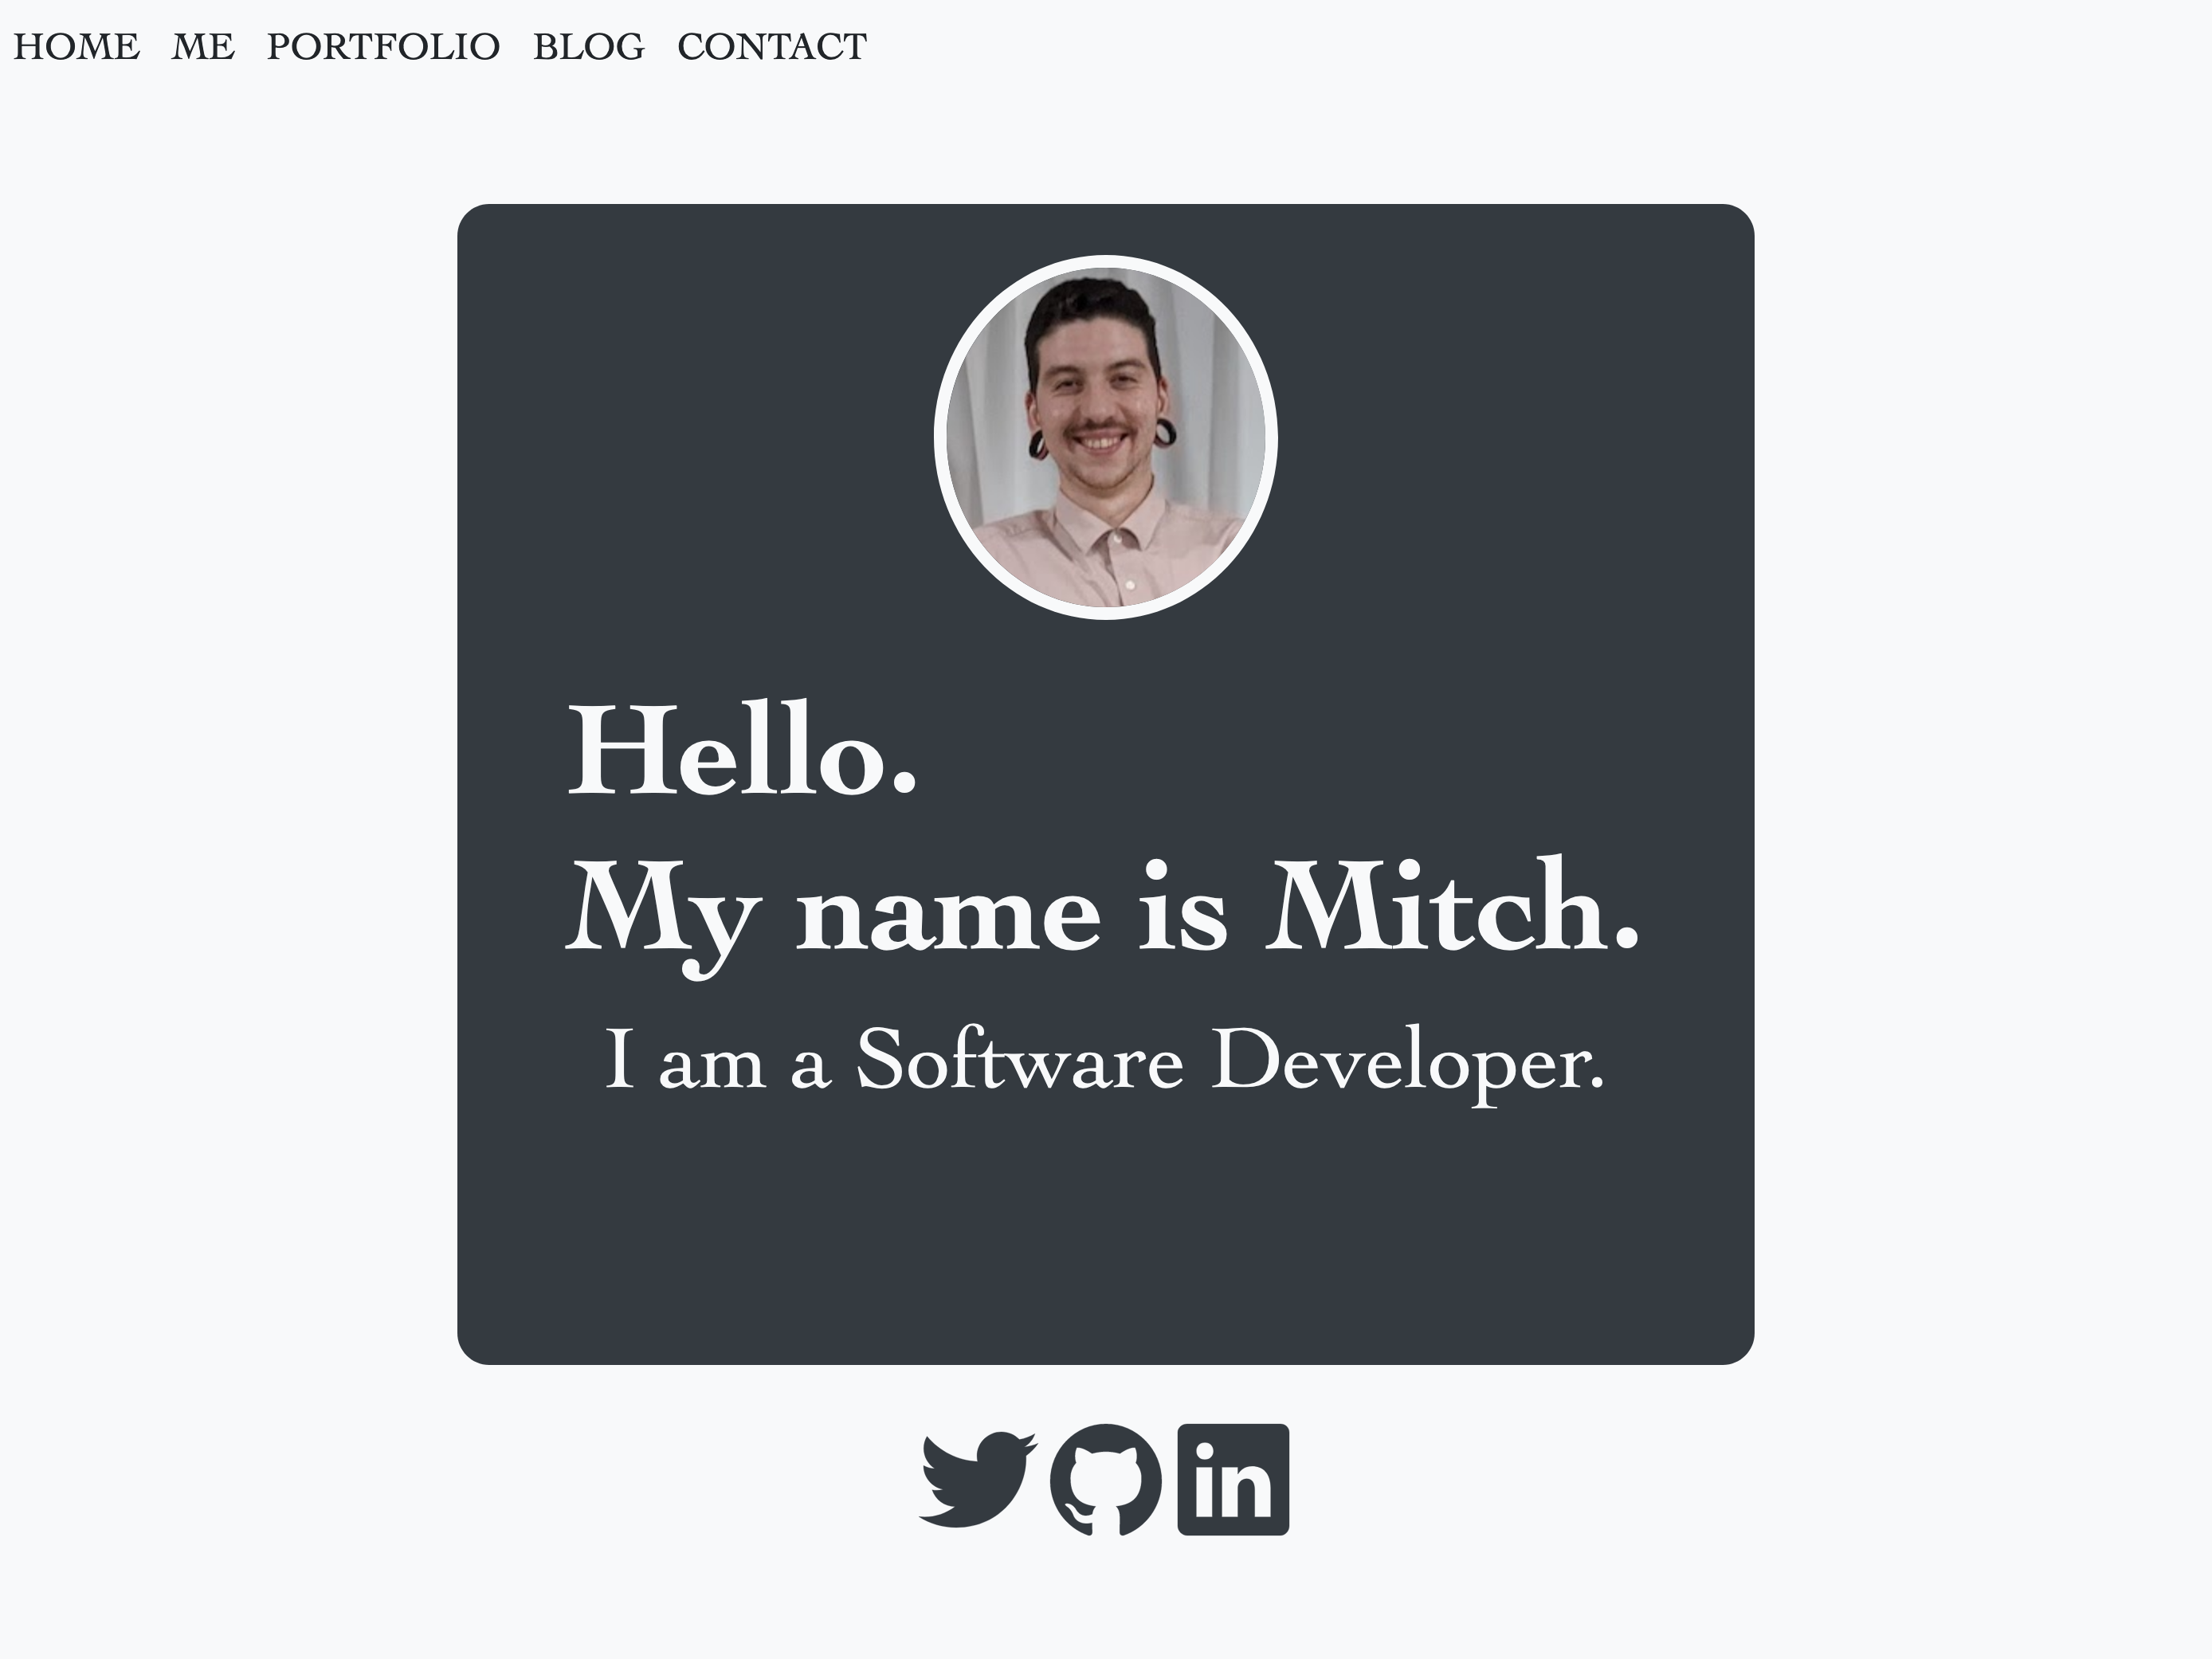 HOME ME PORTFOLIO BLOG CONTACT
Hello.
My name is Mitch.
I am a Software Developer.
in